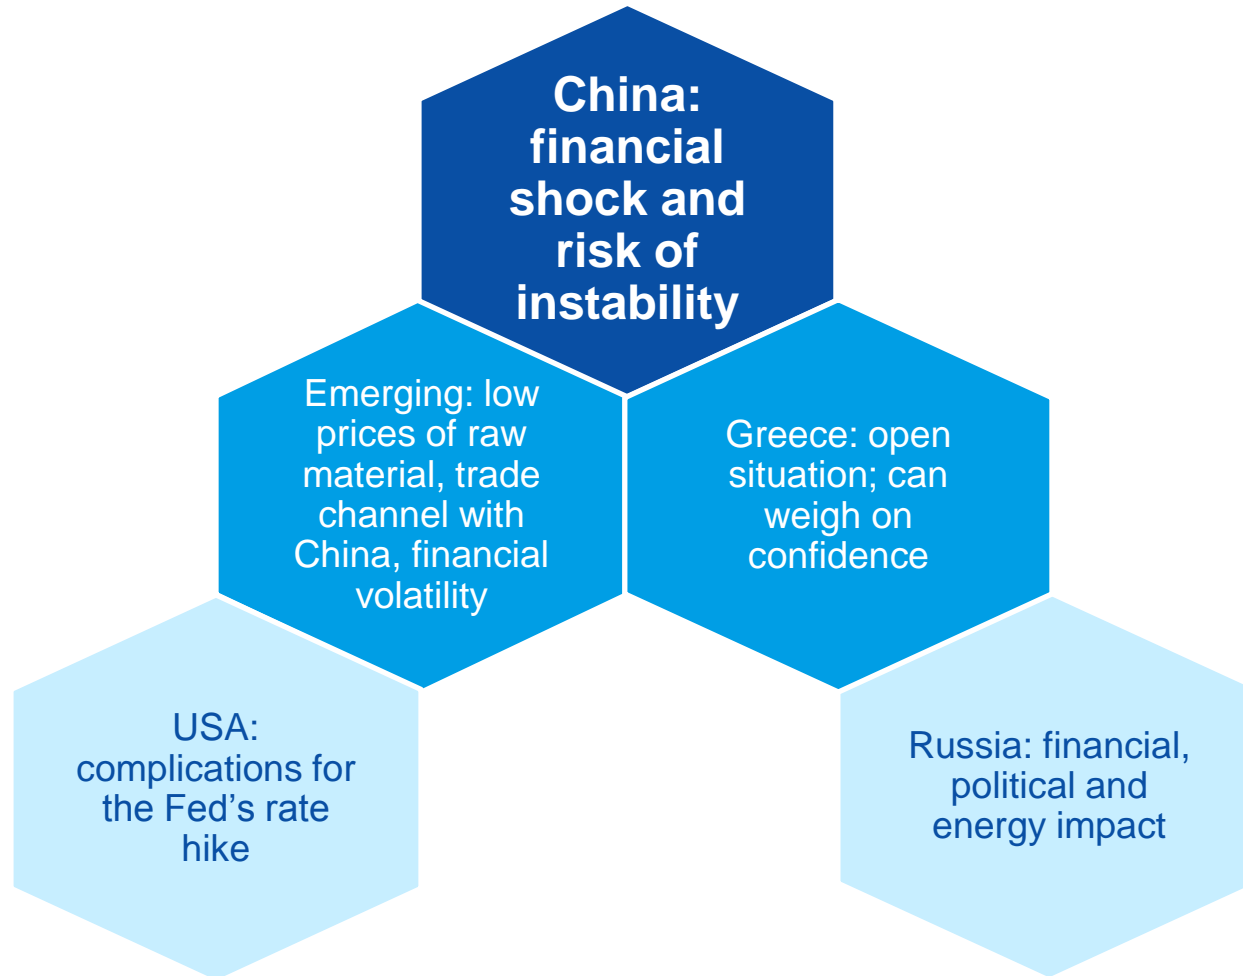 China:
financial
shock and
risk of
instability
Emerging: low
prices of raw
material, trade
channel with
China, financial
volatility
Greece: open
situation; can
weigh on
confidence
USA:
complications for
the Fed’s rate
hike
Russia: financial,
political and
energy impact